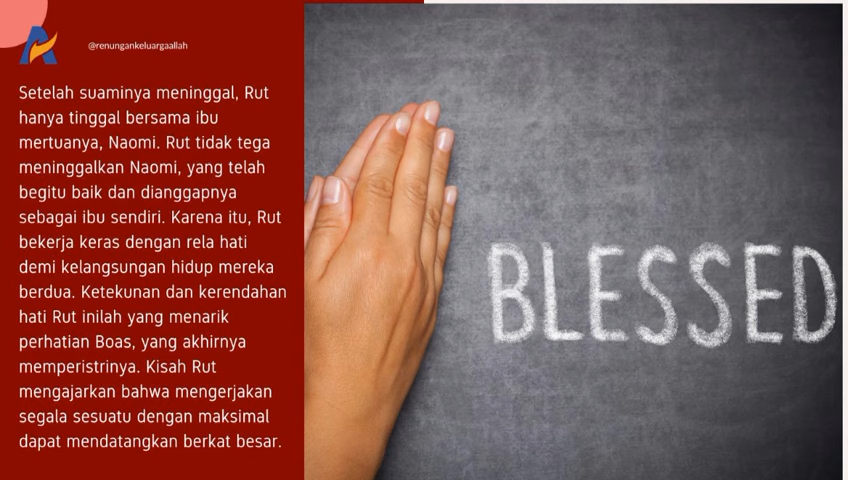 @renungankeluargaallah
Setelah suaminya meninggal, Rut
hanya tinggal bersama ibu
mertuanya, Naomi. Rut tidak tega
meninggalkan Naomi, yang telah
begitu baik dan dianggapnya
sebagai ibu sendiri. Karena itu, Rut
bekerja keras dengan rela hati
demi kelangsungan hidup mereka
berdua. Ketekunan dan kerendahan
hati Rut inilah yang menarik
perhatian Boas, yang akhirnya
memperistrinya. Kisah Rut
mengajarkan bahwa mengerjakan
segala sesuatu dengan maksimal
dapat mendatangkan berkat besar.
BLESSED